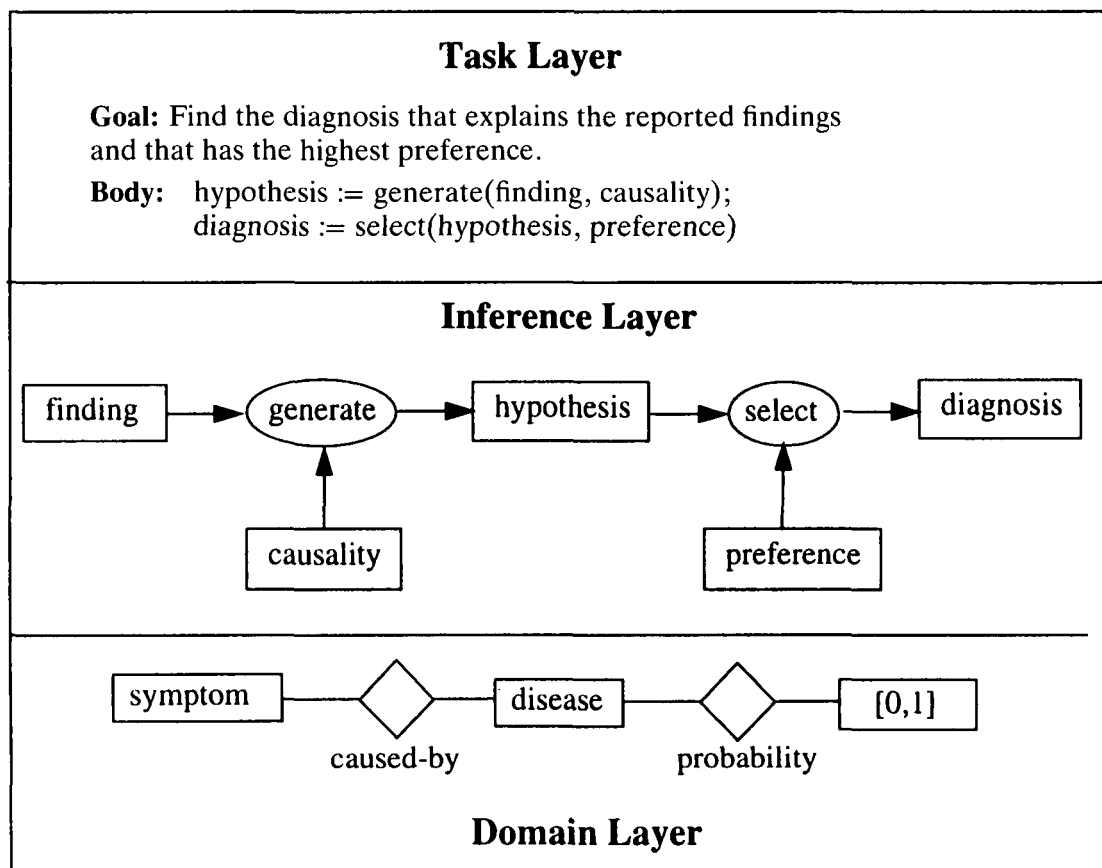 Task Layer
Goal: Find the diagnosis that explains the reported findings
and that has the highest preference.
Body: hypothesis := generate(finding, causality);
diagnosis := select(hypothesis, preference)
Inference Layer
finding generate hypothesis select diagnosis
causality preference
symptom disease [0,1]
caused-by probability
Domain Layer